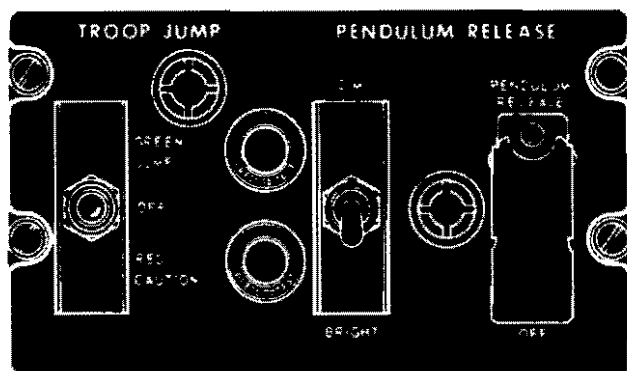 TROOP JUMP
PENDULUM RELEASE
DIM
PENDULUM
RELEASE
GREEN
JUMP
OFF
RED
CAUTION
BRIGHT
OFF